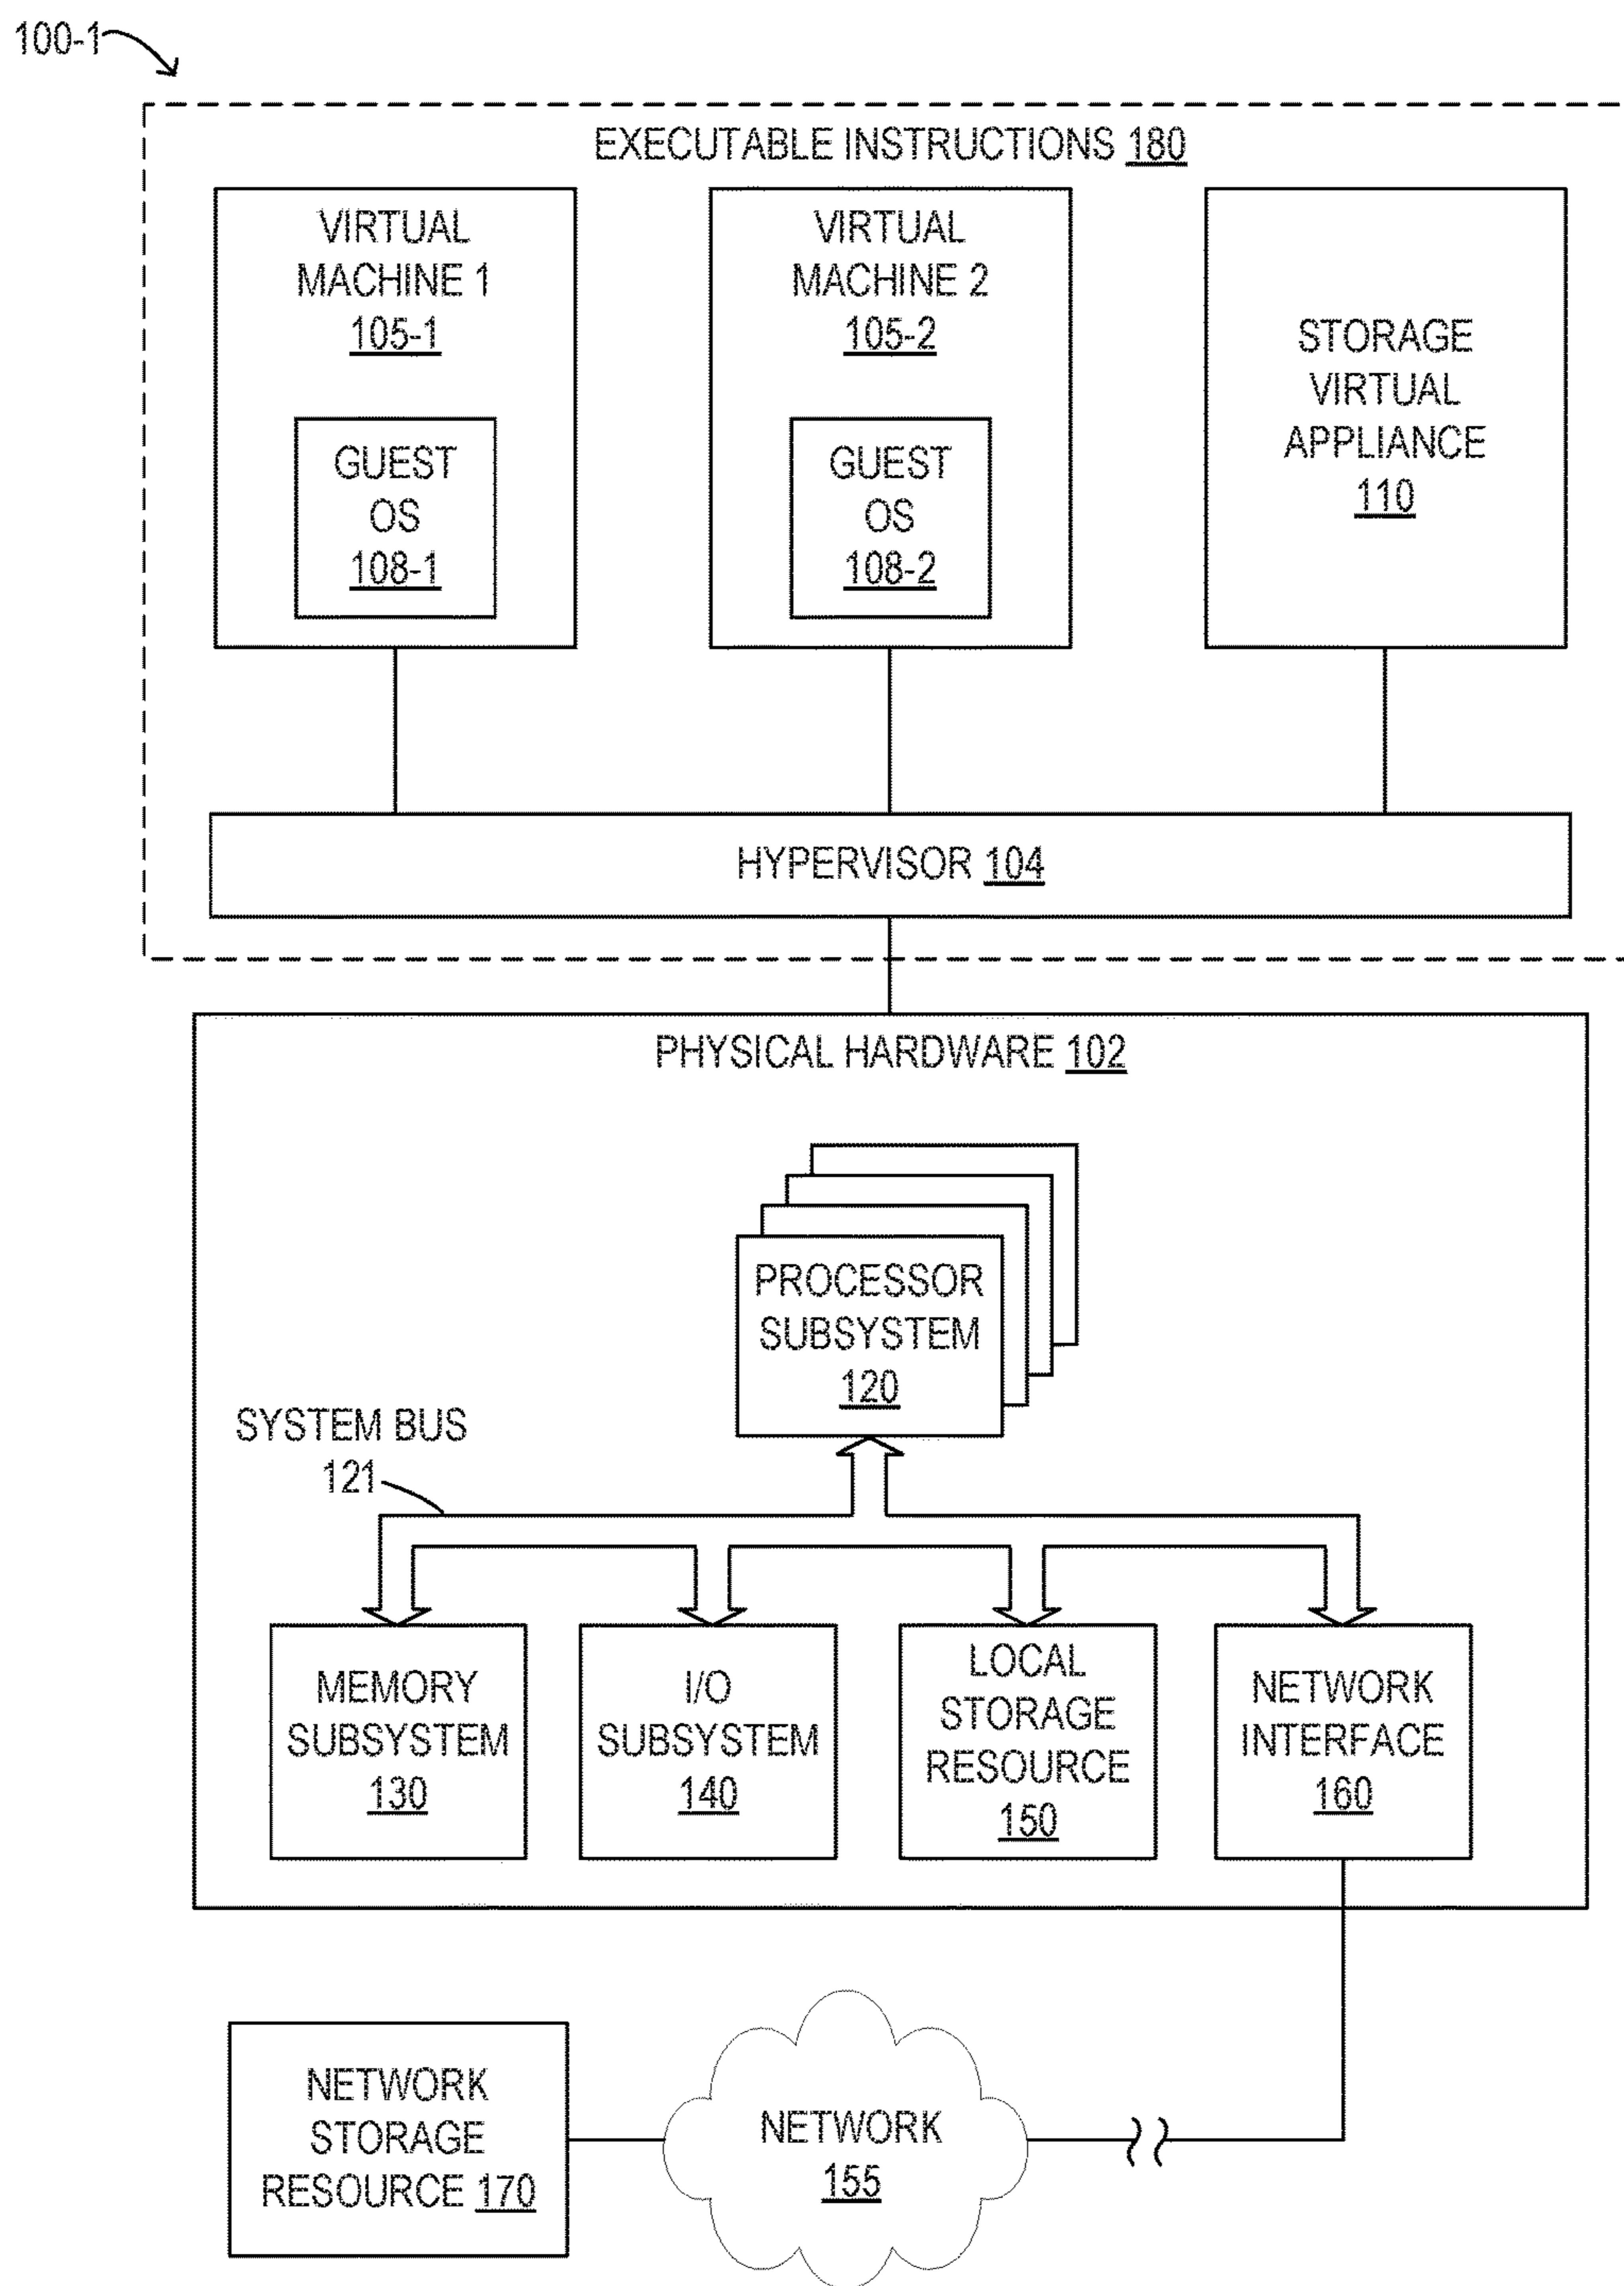 100-1
EXECUTABLE INSTRUCTIONS 180
VIRTUAL
MACHINE 1
105-1
GUEST
OS
108-1
VIRTUAL
MACHINE 2
105-2
GUEST
OS
108-2
STORAGE
VIRTUAL
APPLIANCE
110
HYPERVISOR 104
PHYSICAL HARDWARE 102
PROCESSOR
SUBSYSTEM
120
SYSTEM BUS
121
MEMORY
SUBSYSTEM
130
I/O
SUBSYSTEM
140
LOCAL
STORAGE
RESOURCE
150
NETWORK
INTERFACE
160
NETWORK
STORAGE
RESOURCE 170
NETWORK
155